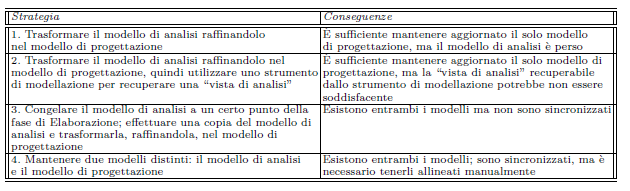 Strategia Conseguenze
1. Trasformare il modello di analisi raffinandolo
nel modello di progettazione
È sufficiente mantenere aggiornato il solo modello
di progettazione, ma il modello di analisi è perso
2. Trasformare il modello di analisi raffinandolo nel
modello di progettazione, quindi utilizzare uno strumento
di modellazione per recuperare una “vista di analisi”
È sufficiente mantenere aggiornato il solo modello di
progettazione, ma la “vista di analisi” recuperabile
dallo strumento di modellazione potrebbe non essere
soddisfacente
3. Congelare il modello di analisi a un certo punto della
fase di Elaborazione; effettuare una copia del modello di
analisi e trasformarla, raffinandola, nel modello di
progettazione
Esistono entrambi i modelli ma non sono sincronizzati
4. Mantenere due modelli distinti: il modello di analisi
e il modello di progettazione
Esistono entrambi i modelli; sono sincronizzati, ma è
necessario tenerli allineati manualmente